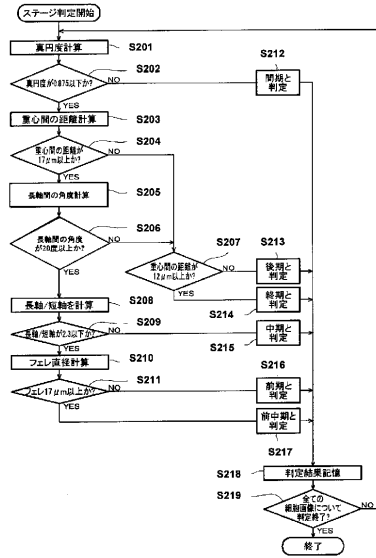 ステージ判定開始
真円度計算
S201
S202
真円度が0.875以下か?
NO
YES
S212
間期と
判定
重心間の距離計算
S203
S204
重心間の距離が
17μm以上か?
NO
YES
長軸間の角度計算
S205
S206
長軸間の角度
が20度以上か?
NO
YES
S207
重心間の距離が
12μm以上か?
NO
YES
S213
後期と
判定
終期と
判定
S214
長軸/短軸を計算
S208
S209
長軸/短軸が2.3以下か?
NO
YES
中期と
判定
S215
フェレ直径計算
S210
S211
フェレ17μm以上か?
NO
YES
S216
前期と
判定
前中期と
判定
S217
S218
判定結果記憶
S219
全ての
細胞画像について
判定終了?
NO
YES
終了